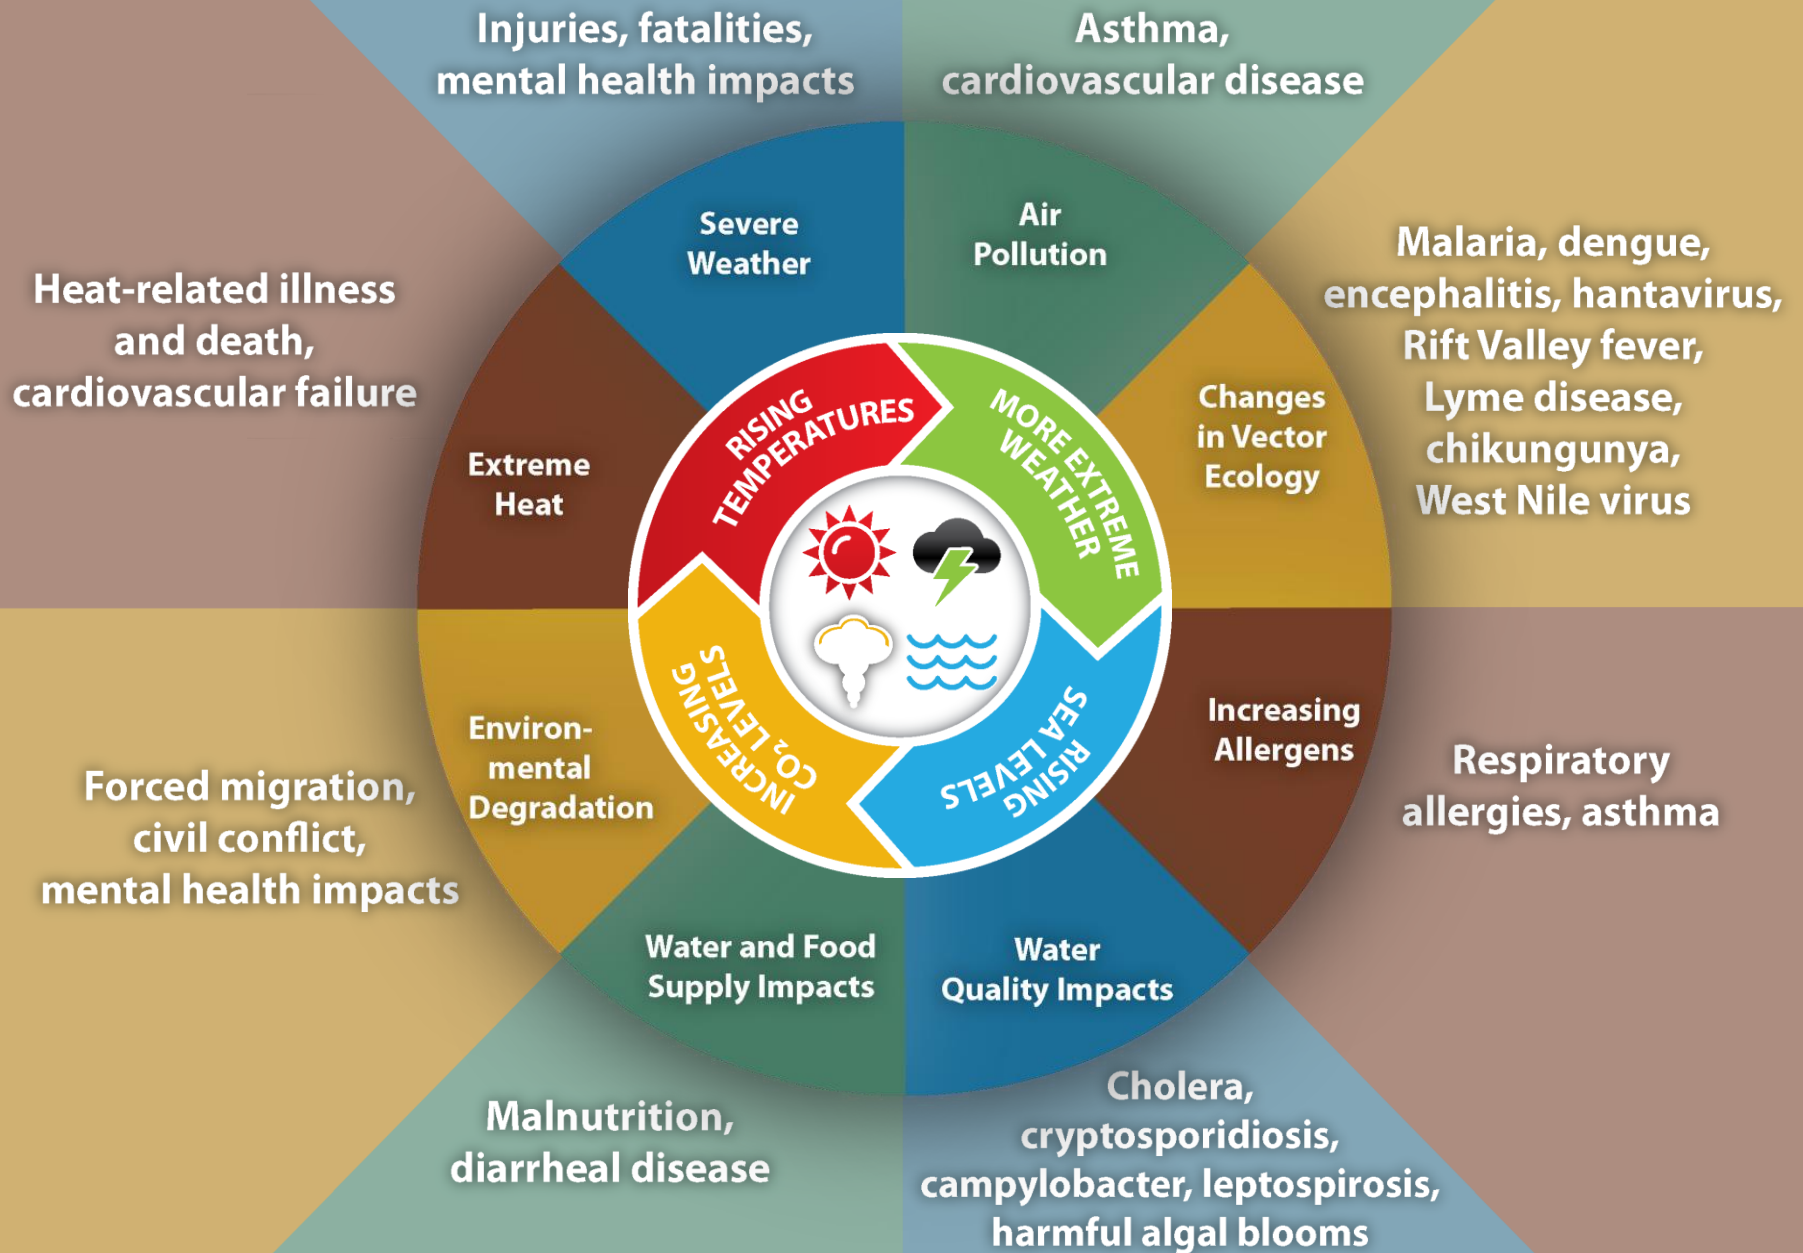 Injuries, fatalities,
mental health impacts
Asthma,
cardiovascular disease
Severe
Weather
Air
Pollution
Heat-related illness
and death,
cardiovascular failure
Malaria, dengue,
encephalitis, hantavirus,
Rift Valley fever,
Lyme disease,
chikungunya,
West Nile virus
Extreme
Heat
Changes
in Vector
Ecology
RISING
TEMPERATURES
MORE EXTREME
WEATHER
INCREASING
CO₂ LEVELS
RISING
SEA LEVELS
Environ-
mental
Degradation
Increasing
Allergens
Forced migration,
civil conflict,
mental health impacts
Respiratory
allergies, asthma
Water and Food
Supply Impacts
Water
Quality Impacts
Malnutrition,
diarrheal disease
Cholera,
cryptosporidiosis,
campylobacter, leptospirosis,
harmful algal blooms